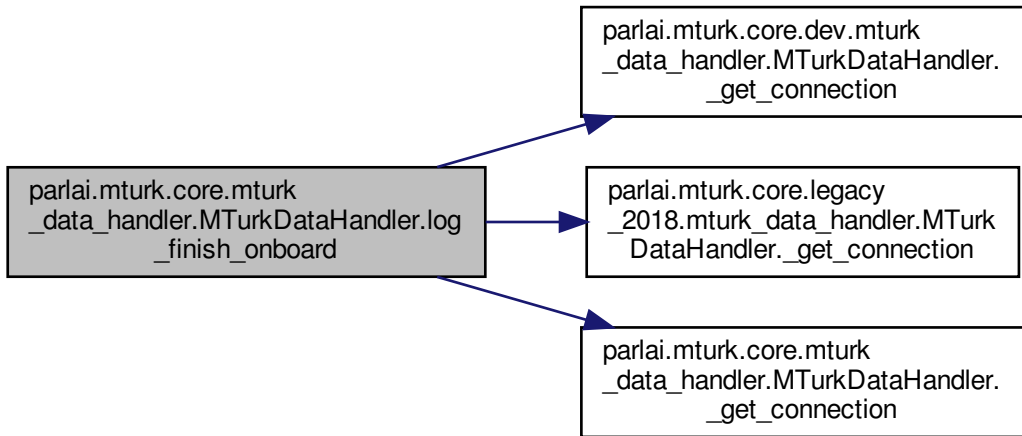 parlai.mturk.core.dev.mturk
_data_handler.MTurkDataHandler.
_get_connection
parlai.mturk.core.mturk
_data_handler.MTurkDataHandler.log
_finish_onboard
parlai.mturk.core.legacy
_2018.mturk_data_handler.MTurk
DataHandler._get_connection
parlai.mturk.core.mturk
_data_handler.MTurkDataHandler.
_get_connection